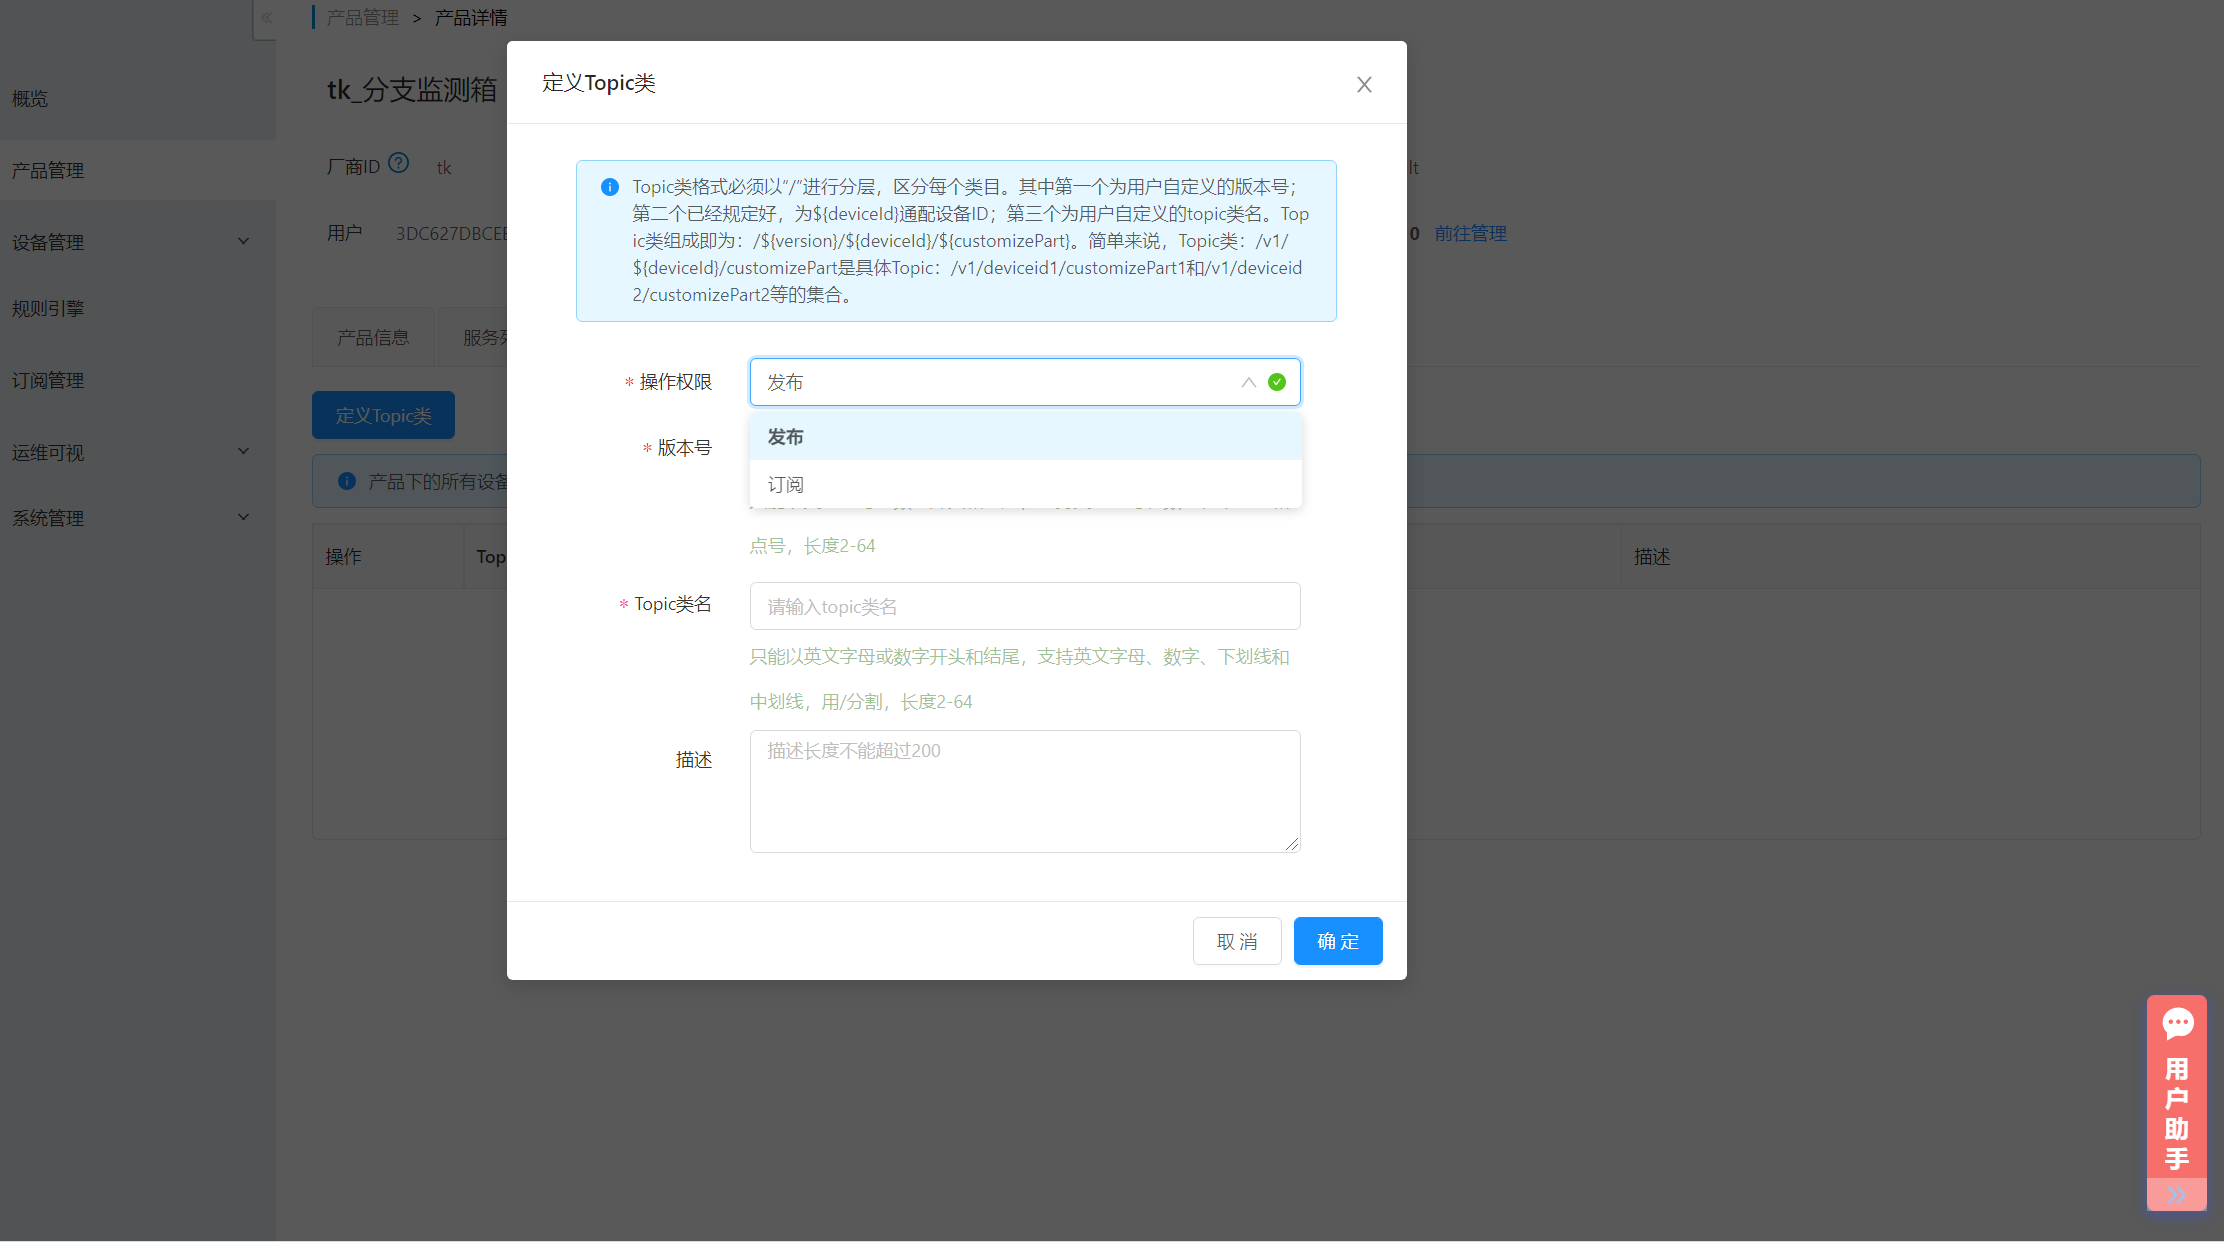 产品管理 > 产品详情
概览
产品管理
设备管理
规则引擎
订阅管理
运维可视
系统管理
tk_分支监测箱
厂商ID ? tk
lt
用户 3DC627DBCE
0 前往管理
产品信息
服务
定义Topic类
产品下的所有设备
操作
Top
描述
定义Topic类
Topic类格式必须以“/”进行分层，区分每个类目。其中第一个为用户自定义的版本号；
第二个已经规定好，为${deviceId}通配设备ID；第三个为用户自定义的topic类名。Top
ic类组成即为：/${version}/${deviceId}/${customizePart}。简单来说，Topic类：/v1/
${deviceId}/customizePart是具体Topic：/v1/deviceid1/customizePart1和/v1/deviceid
2/customizePart2等的集合。
* 操作权限
发布
发布
订阅
* 版本号
点号，长度2-64
* Topic类名
请输入topic类名
只能以英文字母或数字开头和结尾，支持英文字母、数字、下划线和
中划线，用/分割，长度2-64
描述
描述长度不能超过200
取 消
确 定
用户助手